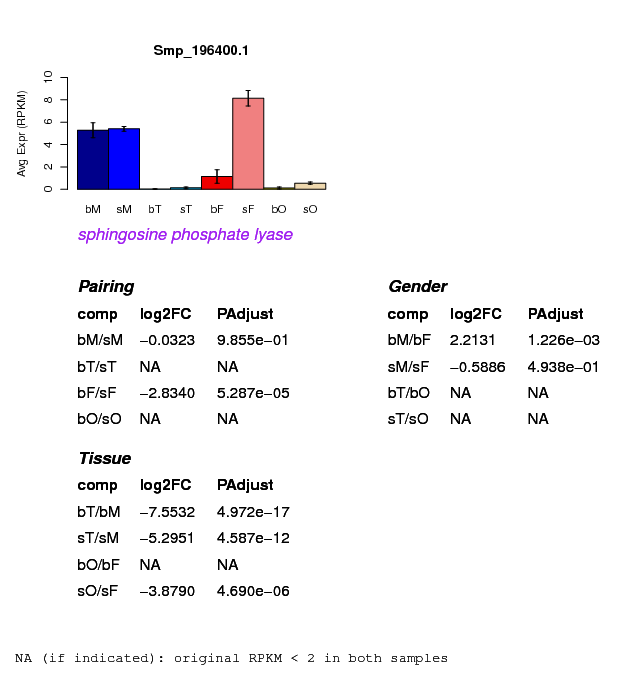 Smp_196400.1
Avg Expr (RPKM)
10
8
6
4
2
0
bM sM bT sT bF sF bO sO
sphingosine phosphate lyase
Pairing
comp log2FC PAdjust
bM/sM −0.0323 9.855e−01
bT/sT NA NA
bF/sF −2.8340 5.287e−05
bO/sO NA NA
Gender
comp log2FC PAdjust
bM/bF 2.2131 1.226e−03
sM/sF −0.5886 4.938e−01
bT/bO NA NA
sT/sO NA NA
Tissue
comp log2FC PAdjust
bT/bM −7.5532 4.972e−17
sT/sM −5.2951 4.587e−12
bO/bF NA NA
sO/sF −3.8790 4.690e−06
NA (if indicated): original RPKM < 2 in both samples